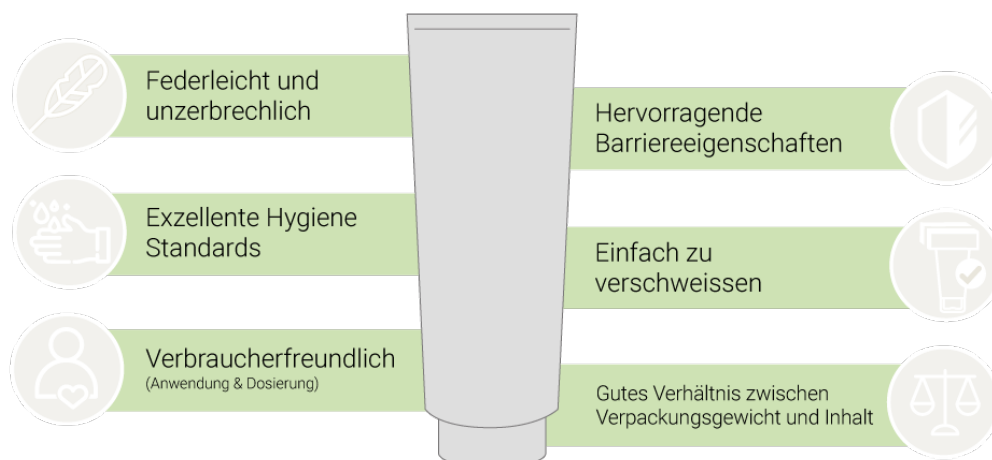 Federleicht und
unzerbrechlich
Exzellente Hygiene
Standards
Verbraucherfreundlich
(Anwendung & Dosierung)
Hervorragende
Barriereeigenschaften
Einfach zu
verschweissen
Gutes Verhältnis zwischen
Verpackungsgewicht und Inhalt